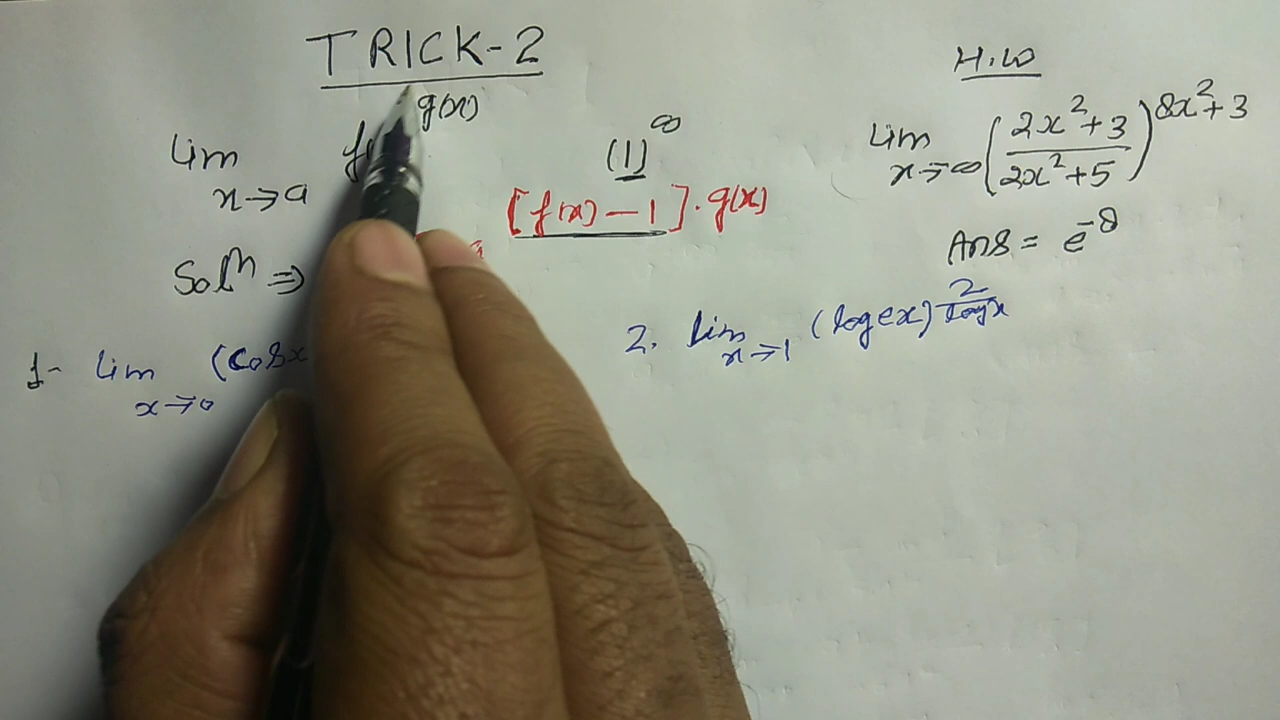 TRICK-2
H.W
lim x→a f g(x)
(1)^∞
lim x→∞ ((2x²+3)/(2x²+5))^(8x²+3)
[f(x) – 1] . g(x)
Solⁿ ⇒
Ans = e⁻⁸
1- lim x→0 (cosx
2. lim x→1 (logex)^(2/logx)